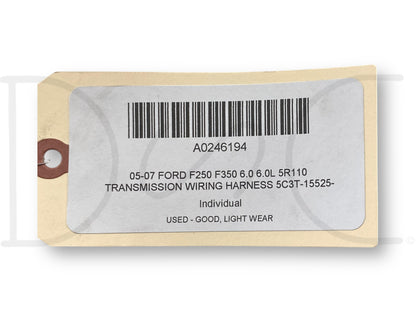 A0246194
05-07 FORD F250 F350 6.0 6.0L 5R110
TRANSMISSION WIRING HARNESS 5C3T-15525-
Individual
USED - GOOD, LIGHT WEAR